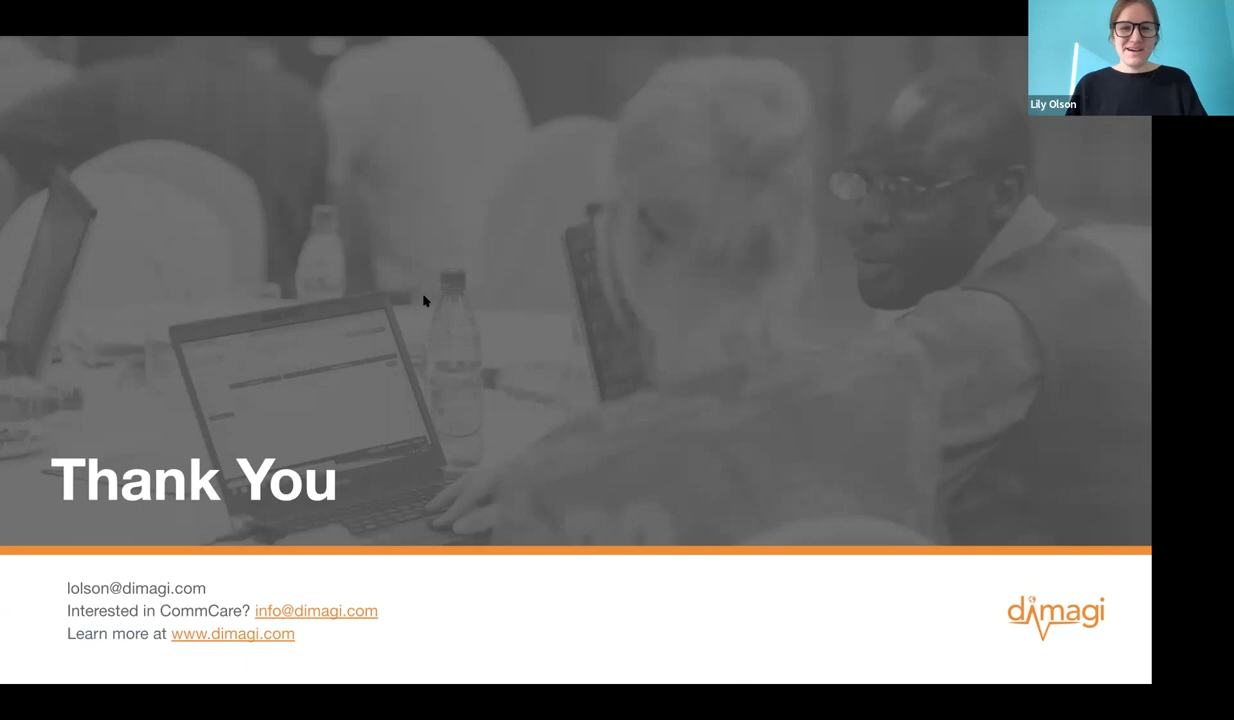 Lily Olson
Thank You
lolson@dimagi.com
Interested in CommCare? info@dimagi.com
Learn more at www.dimagi.com
dimagi